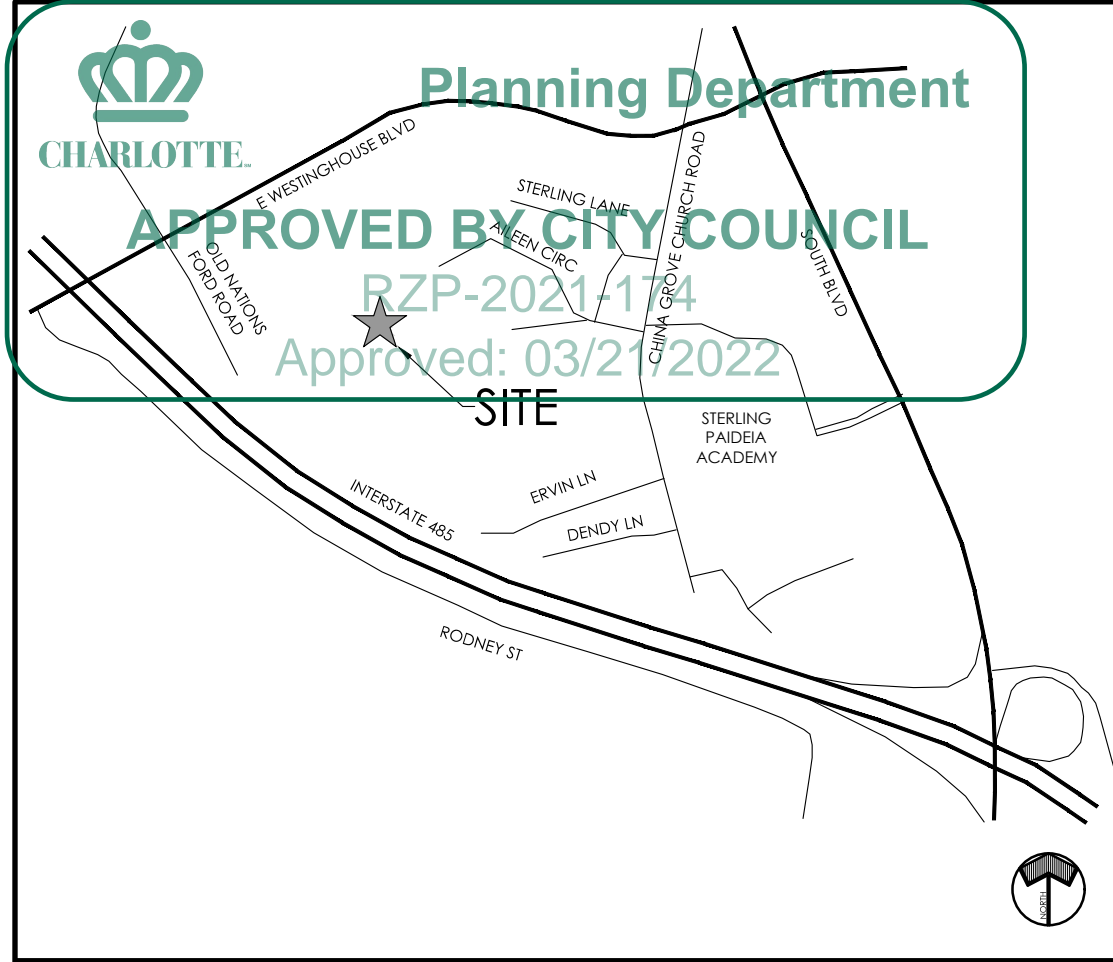 Planning Department
CHARLOTTE™
E WESTINGHOUSE BLVD
STERLING LANE
APPROVED BY CITY COUNCIL
AILEEN CIRC
CHINA GROVE CHURCH ROAD
SOUTH BLVD
OLD NATIONS
FORD ROAD
RZP-2021-174
Approved: 03/21/2022
SITE
STERLING
PAIDEIA
ACADEMY
ERVIN LN
INTERSTATE 485
DENDY LN
RODNEY ST
NORTH